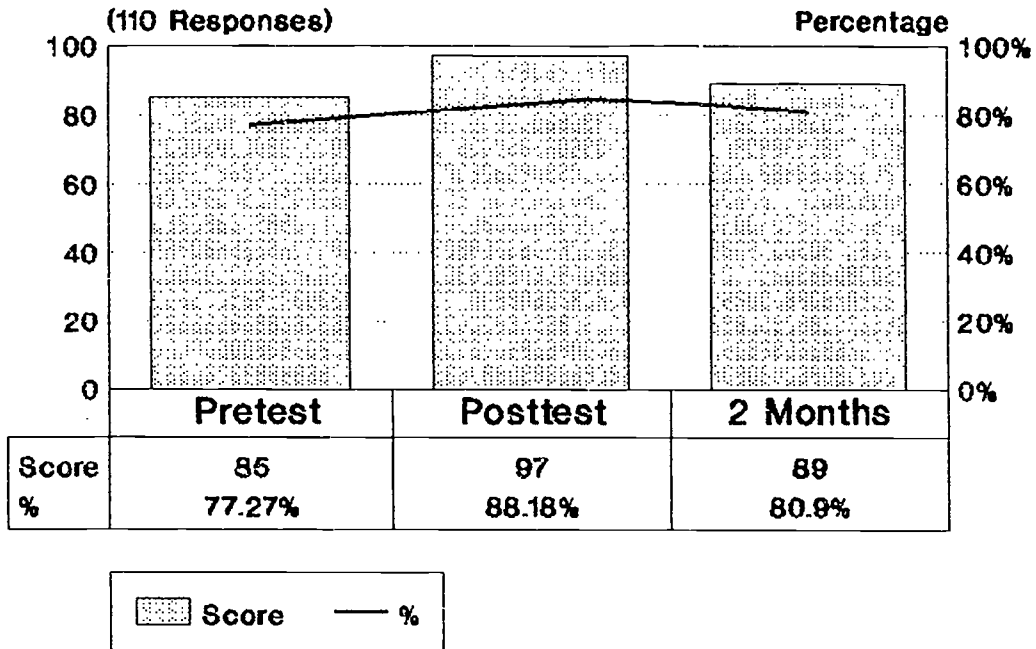 (110 Responses) Percentage
100 100%
80 80%
60 60%
40 40%
20 20%
0 0%
Pretest Posttest 2 Months
Score 85 97 89
% 77.27% 88.18% 80.9%
Score %